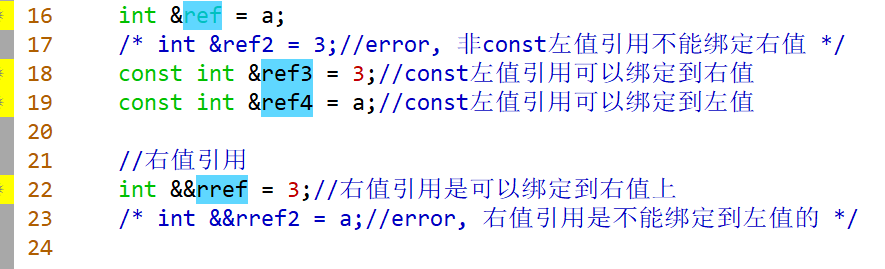 16 int &ref = a;
17 /* int &ref2 = 3;//error, 非const左值引用不能绑定右值 */
18 const int &ref3 = 3;//const左值引用可以绑定到右值
19 const int &ref4 = a;//const左值引用可以绑定到左值
20
21 //右值引用
22 int &&rref = 3;//右值引用是可以绑定到右值上
23 /* int &&rref2 = a;//error, 右值引用是不能绑定到左值的 */
24